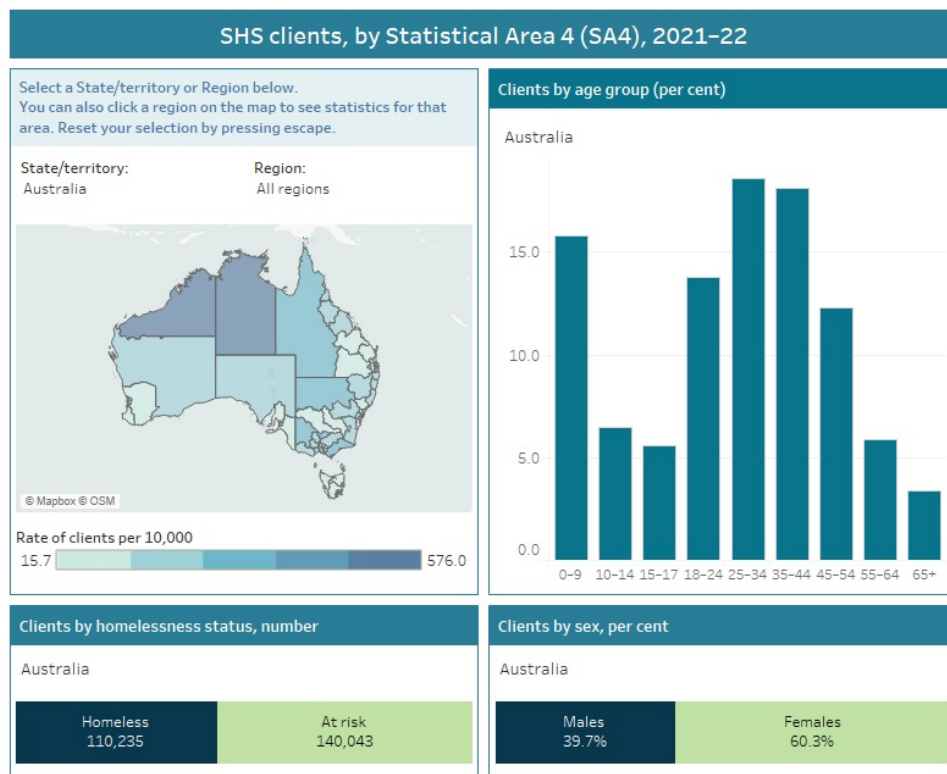 SHS clients, by Statistical Area 4 (SA4), 2021–22
Select a State/territory or Region below.
You can also click a region on the map to see statistics for that
area. Reset your selection by pressing escape.
State/territory:
Australia
Region:
All regions
© Mapbox © OSM
Rate of clients per 10,000
15.7
576.0
Clients by age group (per cent)
Australia
15.0
10.0
5.0
0.0
0–9 10–14 15–17 18–24 25–34 35–44 45–54 55–64 65+
Clients by homelessness status, number
Australia
Homeless
110,235
At risk
140,043
Clients by sex, per cent
Australia
Males
39.7%
Females
60.3%